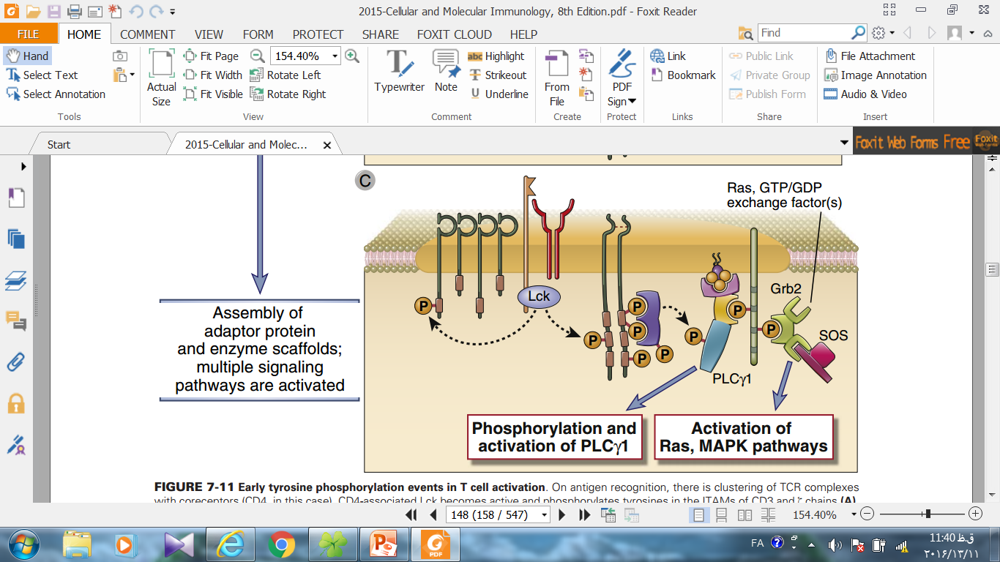 2015-Cellular and Molecular Immunology, 8th Edition.pdf - Foxit Reader
FILE HOME COMMENT VIEW FORM PROTECT SHARE FOXIT CLOUD HELP Find
Hand
Select Text
Select Annotation
Tools
Actual
Size
Fit Page
Fit Width
Fit Visible
154.40%
Rotate Left
Rotate Right
View
Typewriter
Note
abc Highlight
Strikeout
Underline
Comment
From
File
Create
PDF
Sign
Protect
Link
Bookmark
Links
Public Link
Private Group
Publish Form
Share
File Attachment
Image Annotation
Audio & Video
Insert
Start
2015-Cellular and Molec...
Foxit Web Forms Free Foxit
C
Ras, GTP/GDP
exchange factor(s)
Lck
P
P
P
P
P
P
P
P
P
Grb2
SOS
PLCγ1
Assembly of
adaptor protein
and enzyme scaffolds;
multiple signaling
pathways are activated
Phosphorylation and
activation of PLCγ1
Activation of
Ras, MAPK pathways
FIGURE 7-11 Early tyrosine phosphorylation events in T cell activation. On antigen recognition, there is clustering of TCR complexes
with coreceptors (CD4, in this case). CD4-associated Lck becomes active and phosphorylates tyrosines in the ITAMs of CD3 and ζ chains (A).
148 (158 / 547)
154.40%
FA
11:40 ق.ظ
۲۰۱۶/۱۳/۱۱
PDF